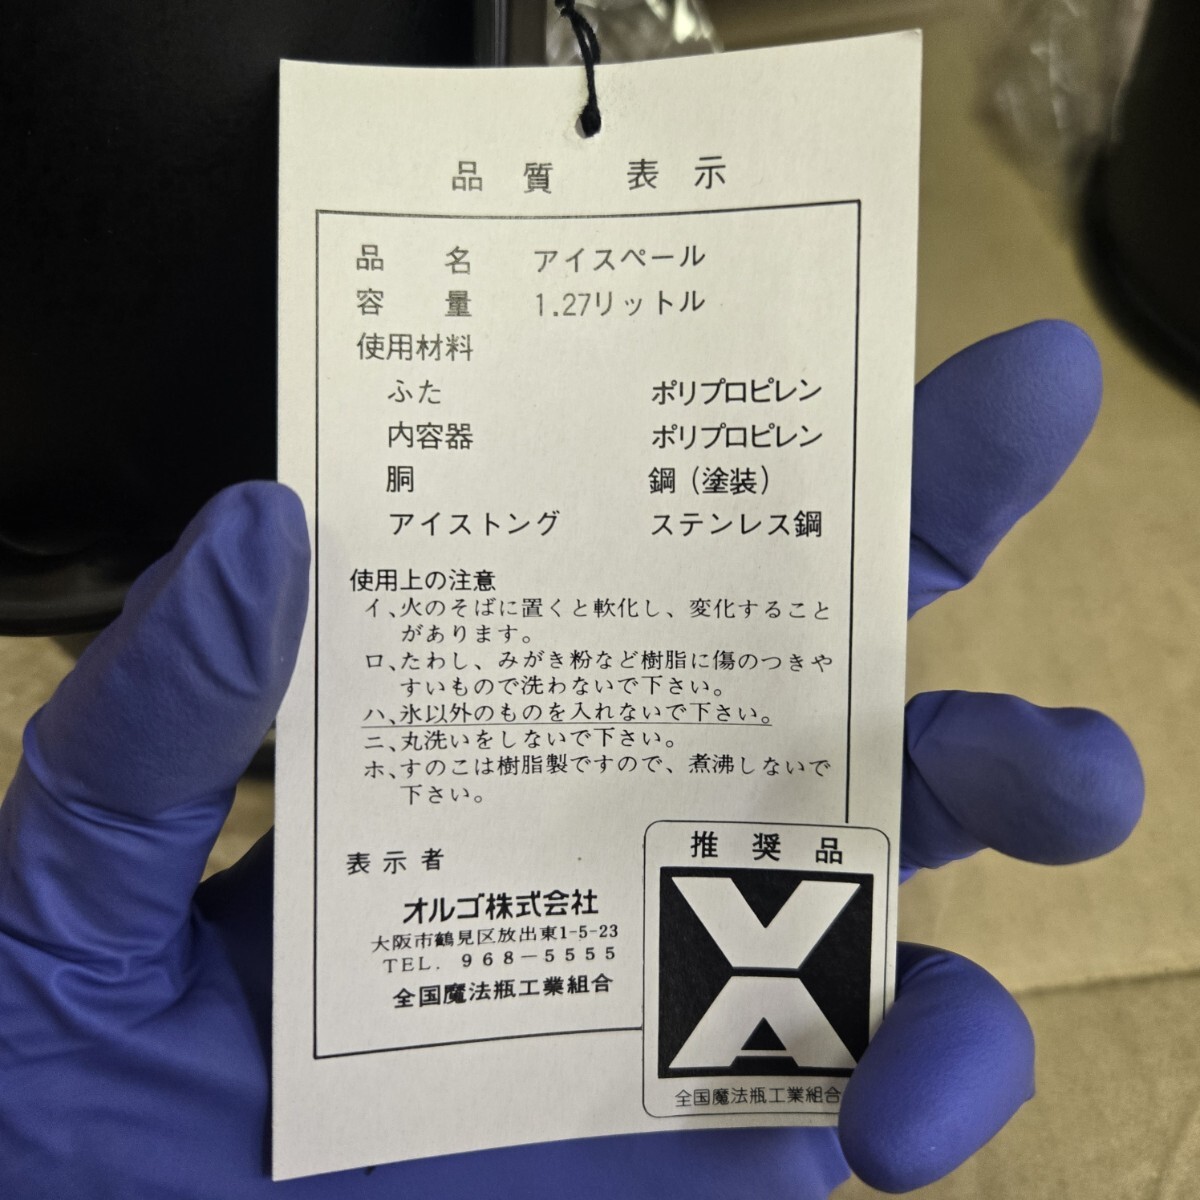 品質 表示
品名 アイスペール
容量 1.27リットル
使用材料
ふた ポリプロピレン
内容器 ポリプロピレン
胴 鋼(塗装)
アイストング ステンレス鋼
使用上の注意
イ、火のそばに置くと軟化し、変化すること
があります。
ロ、たわし、みがき粉など樹脂に傷のつきや
すいもので洗わないで下さい。
ハ、氷以外のものを入れないで下さい。
ニ、丸洗いをしないで下さい。
ホ、すのこは樹脂製ですので、煮沸しないで
下さい。
表示者
オルゴ株式会社
大阪市鶴見区放出東1-5-23
TEL. 968-5555
全国魔法瓶工業組合
推奨品
VA
全国魔法瓶工業組合